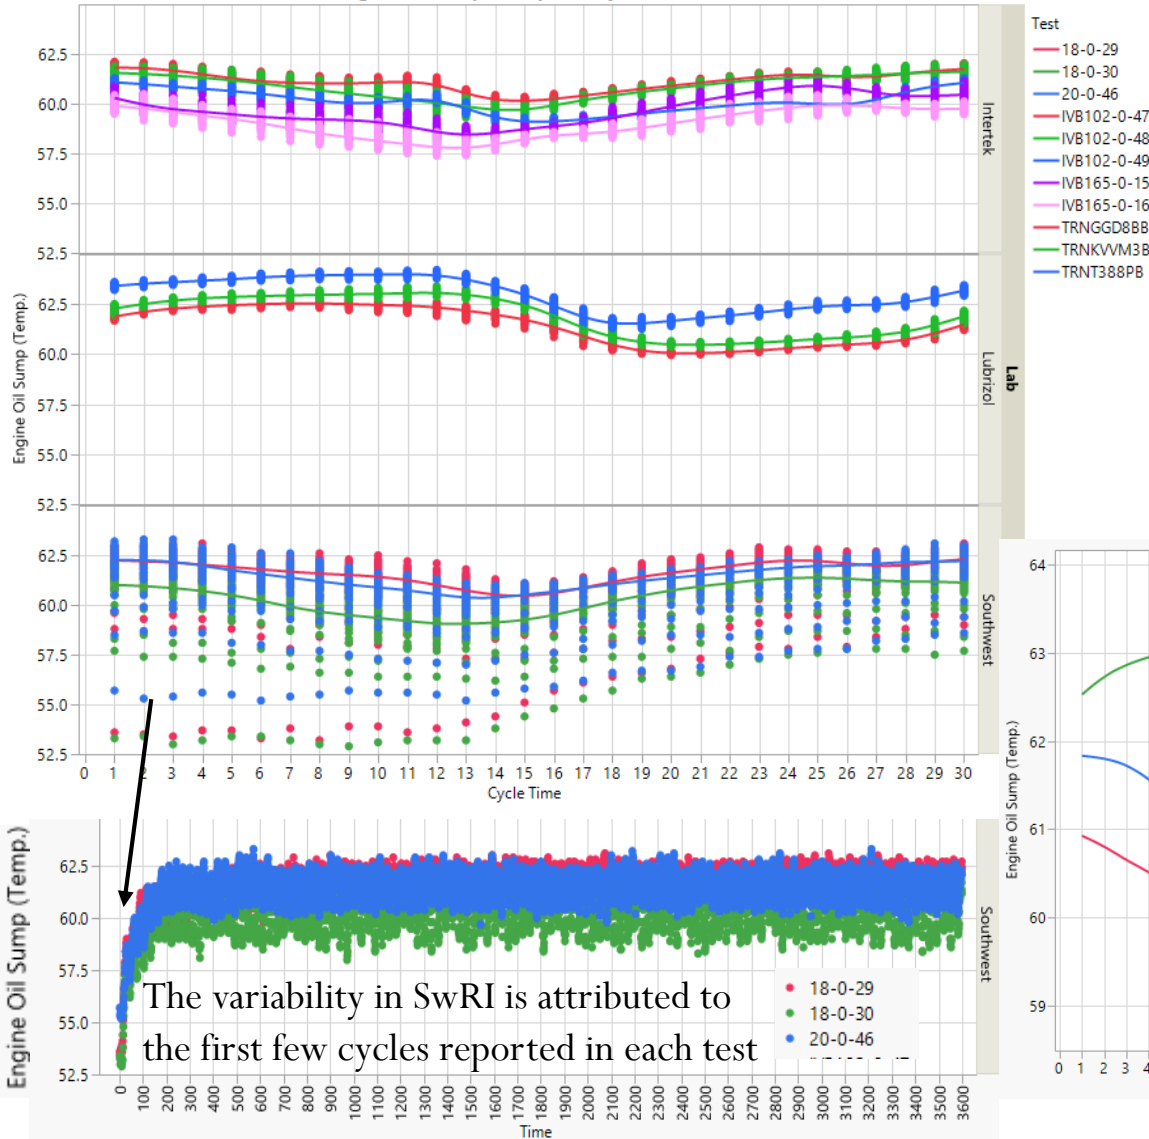 Test
18-0-29
18-0-30
20-0-46
IVB102-0-47
IVB102-0-48
IVB102-0-49
IVB165-0-15
IVB165-0-16
TRNGGD8BB
TRNKVVM3B
TRNT388PB
Engine Oil Sump (Temp.)
62.5
60.0
57.5
55.0
52.5
Intertek
62.5
60.0
57.5
55.0
52.5
Lubrizol
Lab
62.5
60.0
57.5
55.0
52.5
Southwest
0 1 2 3 4 5 6 7 8 9 10 11 12 13 14 15 16 17 18 19 20 21 22 23 24 25 26 27 28 29 30
Cycle Time
Engine Oil Sump (Temp.)
64
63
62
61
60
59
0 1 2 3 4
Engine Oil Sump (Temp.)
62.5
60.0
57.5
55.0
52.5
Southwest
The variability in SwRI is attributed to
the first few cycles reported in each test
18-0-29
18-0-30
20-0-46
0 100 200 300 400 500 600 700 800 900 1000 1100 1200 1300 1400 1500 1600 1700 1800 1900 2000 2100 2200 2300 2400 2500 2600 2700 2800 2900 3000 3100 3200 3300 3400 3500 3600
Time